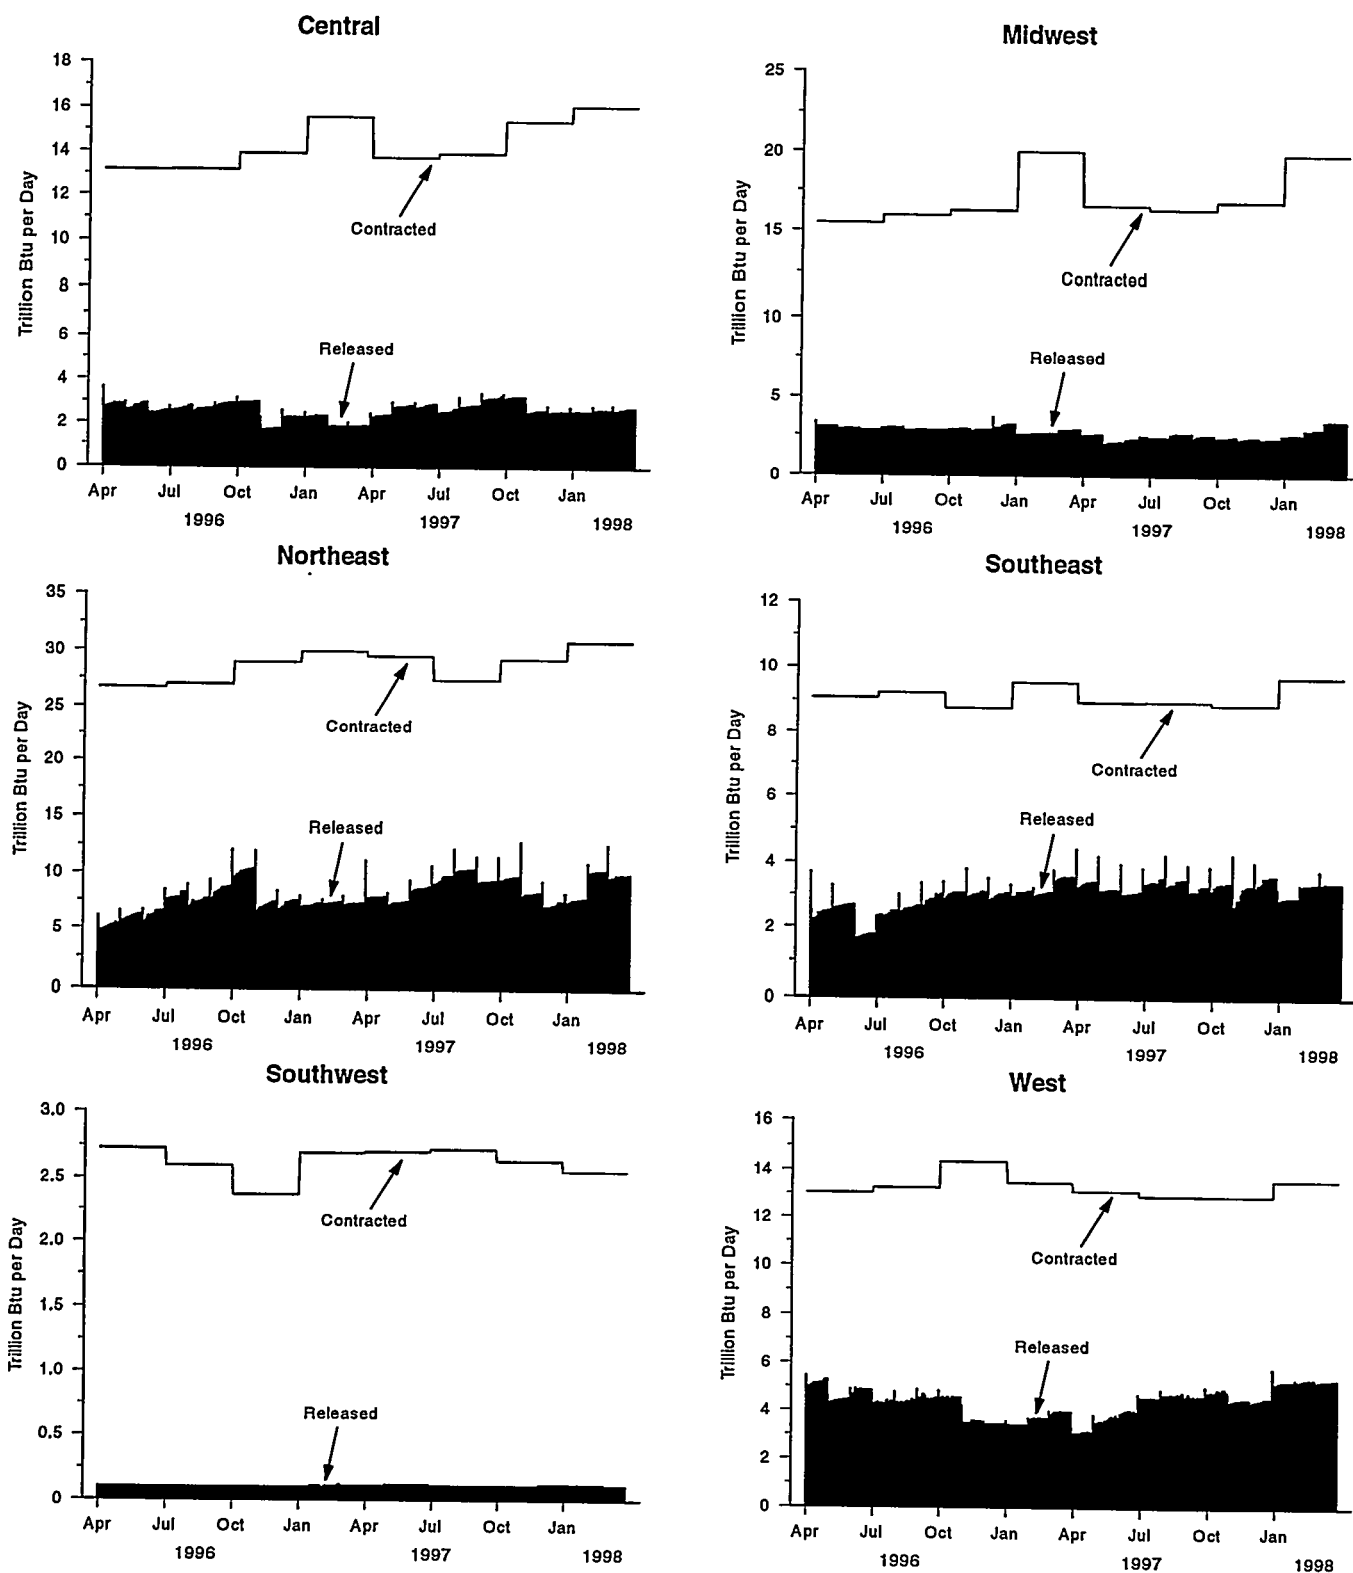 Central
18
16
14
12
10
8
6
4
2
0
Trillion Btu per Day
Contracted
Released
Apr Jul Oct Jan Apr Jul Oct Jan
1996 1997 1998
Midwest
25
20
15
10
5
0
Trillion Btu per Day
Contracted
Released
Apr Jul Oct Jan Apr Jul Oct Jan
1996 1997 1998
Northeast
35
30
25
20
15
10
5
0
Trillion Btu per Day
Contracted
Released
Apr Jul Oct Jan Apr Jul Oct Jan
1996 1997 1998
Southeast
12
10
8
6
4
2
0
Trillion Btu per Day
Contracted
Released
Apr Jul Oct Jan Apr Jul Oct Jan
1996 1997 1998
Southwest
3.0
2.5
2.0
1.5
1.0
0.5
0
Trillion Btu per Day
Contracted
Released
Apr Jul Oct Jan Apr Jul Oct Jan
1996 1997 1998
West
16
14
12
10
8
6
4
2
0
Trillion Btu per Day
Contracted
Released
Apr Jul Oct Jan Apr Jul Oct Jan
1996 1997 1998